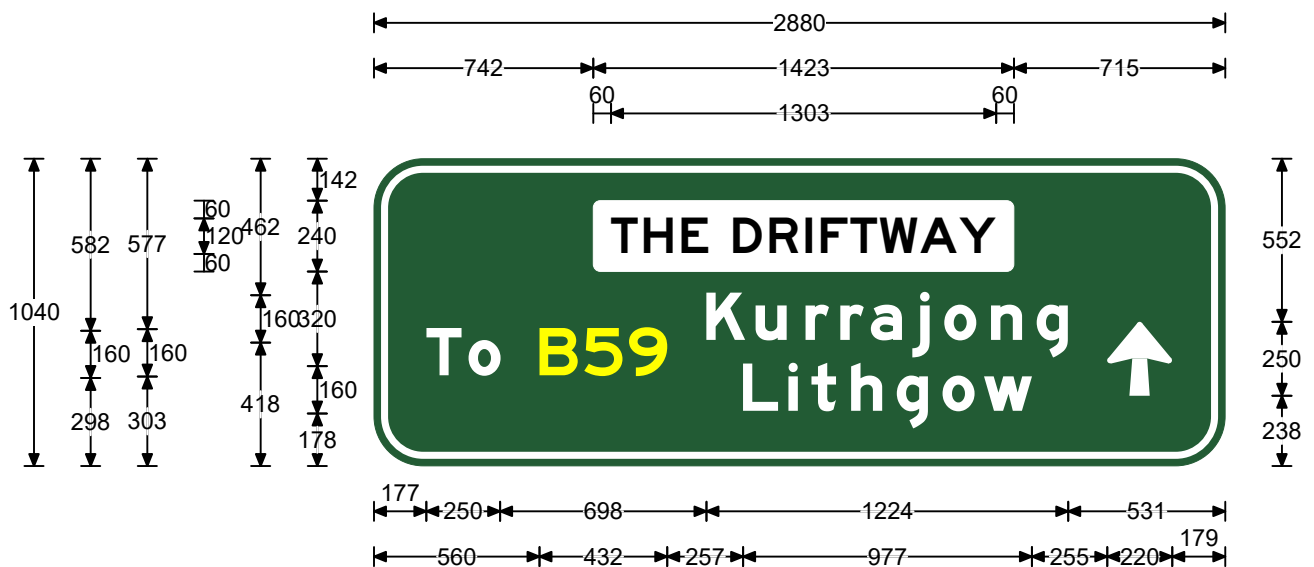 2880
742 1423 715
60 1303 60
142
60
582 577 120 462 240 552
60
THE DRIFTWAY
1040 160 160 160 320 250
Kurrajong
To B59
Lithgow
298 303 418 160 238
178
177 250 698 1224 531
560 432 257 977 255 220 179